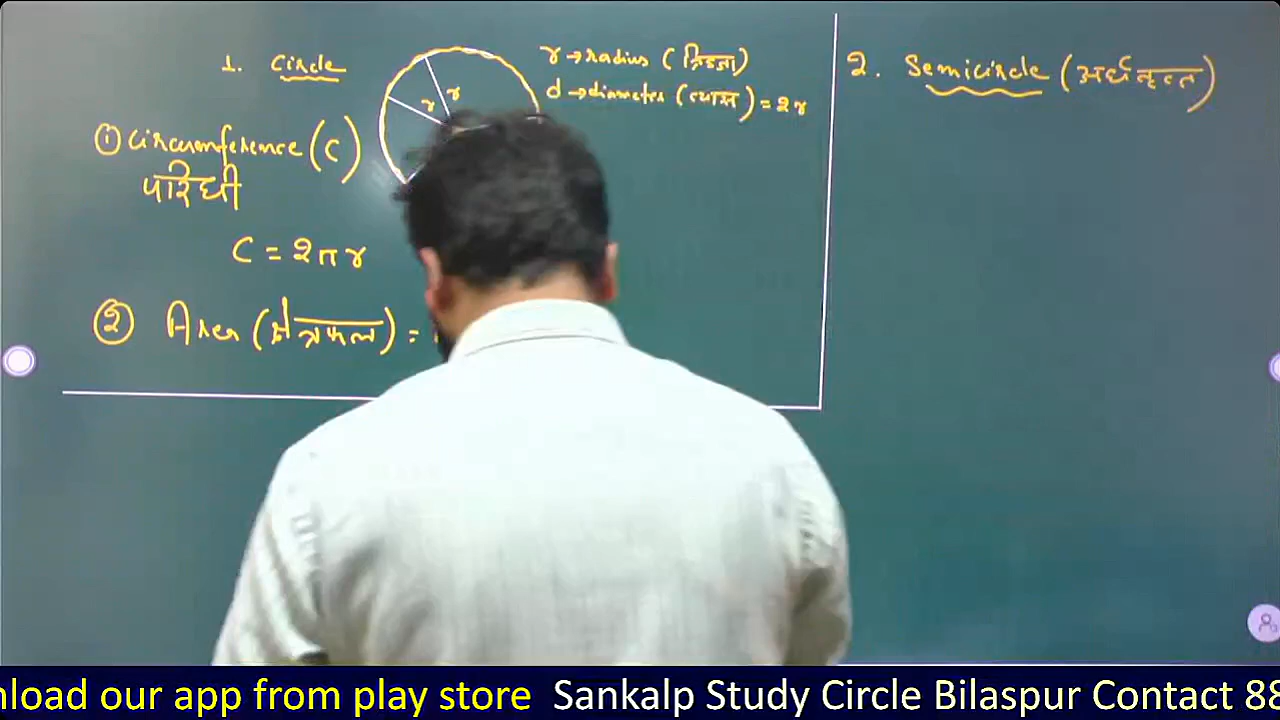 1. Circle
r → radius (त्रिज्या)
d → diameter (व्यास) = 2r
r
r
① Circumference (C)
परिधी
C = 2πr
② Area (क्षेत्रफल) =
2. Semicircle (अर्धवृत्त)
nload our app from play store Sankalp Study Circle Bilaspur Contact 88